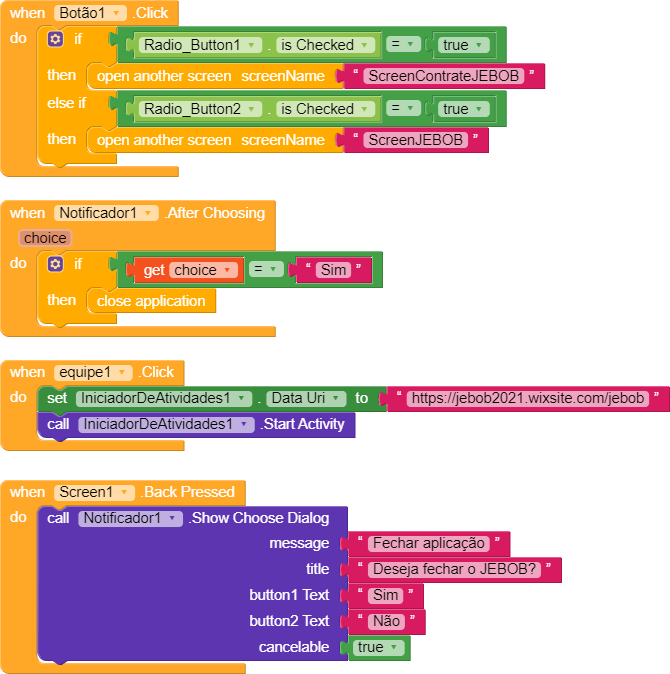 when Botão1 .Click
do if Radio_Button1 . is Checked = true
then open another screen screenName “ ScreenContrateJEBOB ”
else if Radio_Button2 . is Checked = true
then open another screen screenName “ ScreenJEBOB ”
when Notificador1 .After Choosing
choice
do if get choice = “ Sim ”
then close application
when equipe1 .Click
do set IniciadorDeAtividades1 . Data Uri to “ https://jebob2021.wixsite.com/jebob ”
call IniciadorDeAtividades1 .Start Activity
when Screen1 .Back Pressed
do call Notificador1 .Show Choose Dialog
message “ Fechar aplicação ”
title “ Deseja fechar o JEBOB? ”
button1 Text “ Sim ”
button2 Text “ Não ”
cancelable true